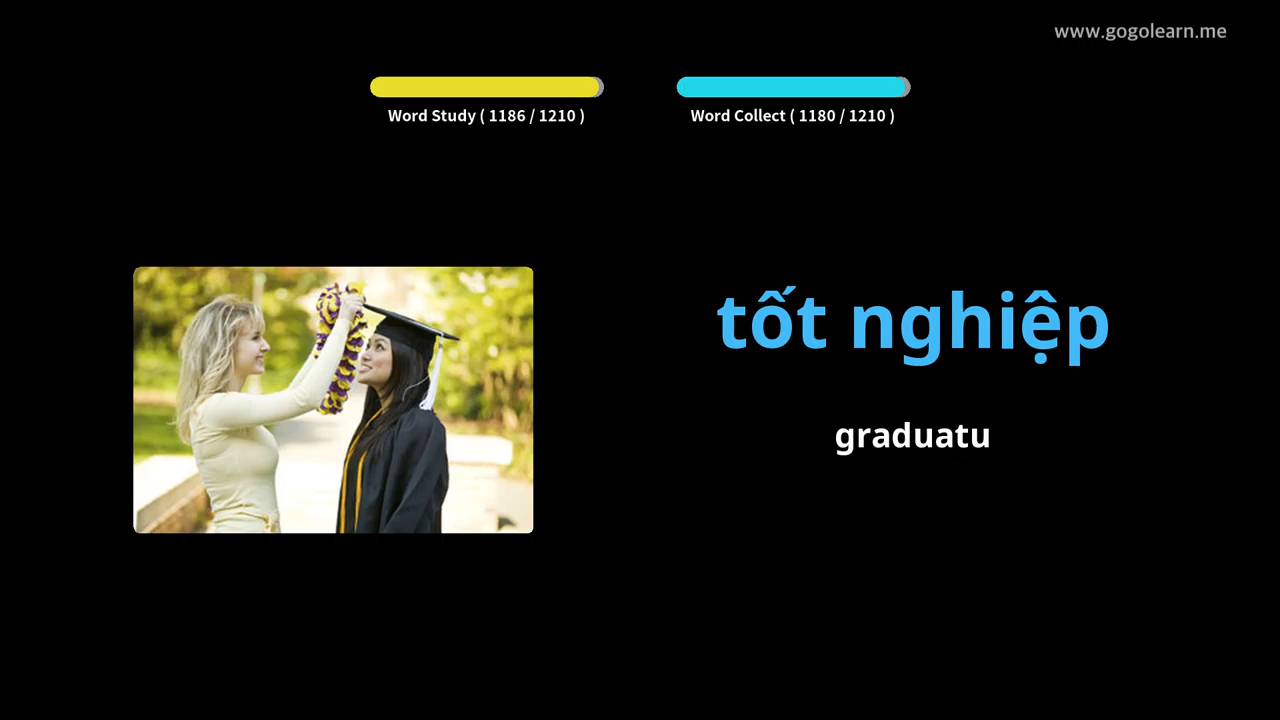 www.gogolearn.me
Word Study ( 1186 / 1210 )
Word Collect ( 1180 / 1210 )
tốt nghiệp
graduatu